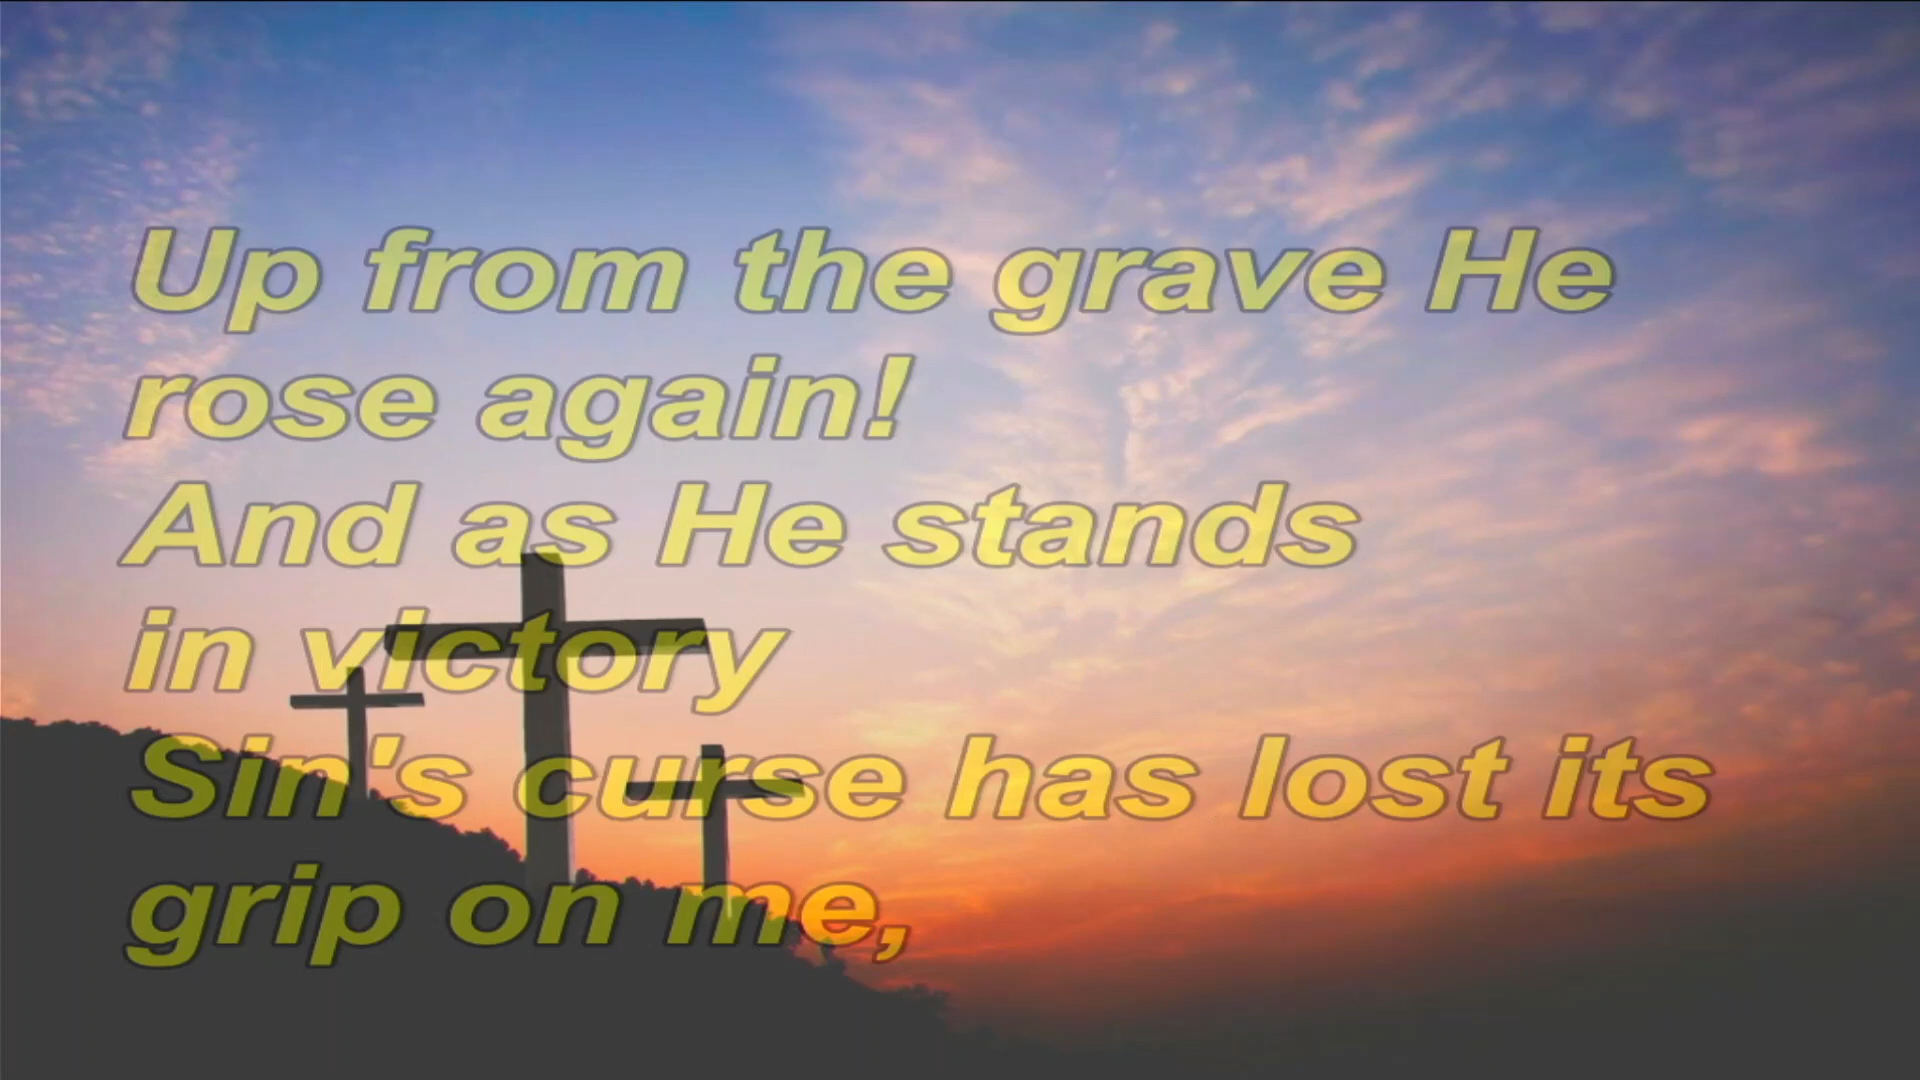 Up from the grave He
rose again!
And as He stands
in victory
Sin's curse has lost its
grip on me,